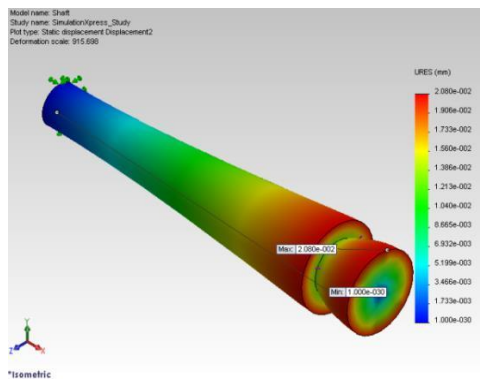 Model name: Shaft
Study name: SimulationXpress_Study
Plot type: Static displacement Displacement2
Deformation scale: 915.698
URES (mm)
2.080e-002
1.906e-002
1.733e-002
1.560e-002
1.386e-002
1.213e-002
1.040e-002
8.665e-003
6.932e-003
5.199e-003
3.466e-003
1.733e-003
1.000e-030
Max: 2.080e-002
Min: 1.000e-030
Y
Z
X
*Isometric